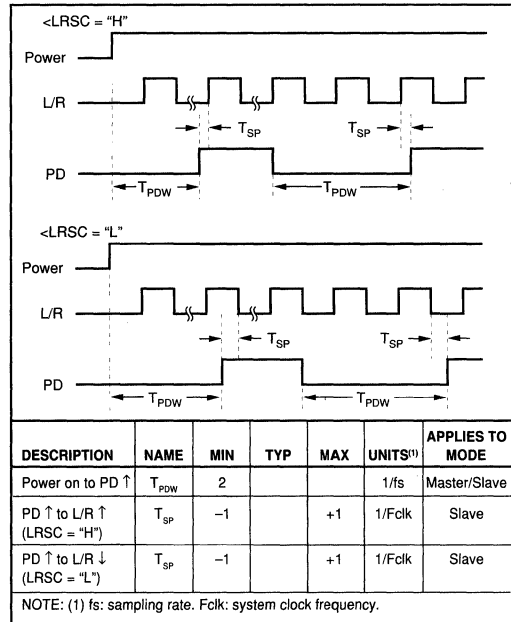 <LRSC = “H”
Power
L/R
T_SP T_SP
PD
T_PDW T_PDW
<LRSC = “L”
Power
L/R
T_SP T_SP
PD
T_PDW T_PDW
DESCRIPTION NAME MIN TYP MAX UNITS(1) APPLIES TO MODE
Power on to PD ↑ T_PDW 2 1/fs Master/Slave
PD ↑ to L/R ↑ (LRSC = “H”) T_SP –1 +1 1/Fclk Slave
PD ↑ to L/R ↓ (LRSC = “L”) T_SP –1 +1 1/Fclk Slave
NOTE: (1) fs: sampling rate. Fclk: system clock frequency.